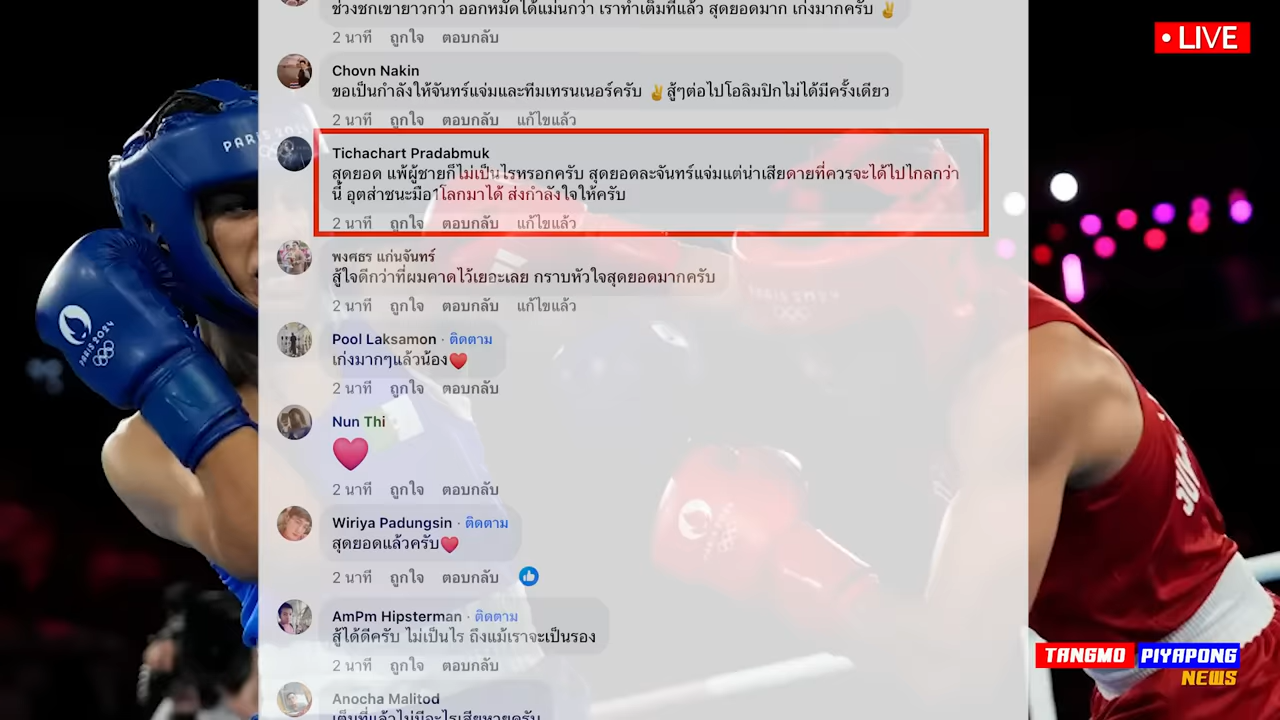 ช่วงชกเขายาวกว่า ออกหมัดได้แม่นกว่า เราทำเต็มที่แล้ว สุดยอดมาก เก่งมากครับ ✌️
2 นาที ถูกใจ ตอบกลับ
• LIVE
Chovn Nakin
ขอเป็นกำลังให้จันทร์แจ่มและทีมเทรนเนอร์ครับ ✌️สู้ๆต่อไปโอลิมปิกไม่ได้มีครั้งเดียว
2 นาที ถูกใจ ตอบกลับ แก้ไขแล้ว
PARIS 2024
Tichachart Pradabmuk
สุดยอด แพ้ผู้ชายก็ไม่เป็นไรหรอกครับ สุดยอดละจันทร์แจ่มแต่น่าเสียดายที่ควรจะได้ไปไกลกว่า
นี้ อุตส่าชนะมือ1โลกมาได้ ส่งกำลังใจให้ครับ
2 นาที ถูกใจ ตอบกลับ แก้ไขแล้ว
พงศธร แก่นจันทร์
สู้ใจดีกว่าที่ผมคาดไว้เยอะเลย กราบหัวใจสุดยอดมากครับ
2 นาที ถูกใจ ตอบกลับ แก้ไขแล้ว
PARIS 2024
Pool Laksamon · ติดตาม
เก่งมากๆแล้วน้อง❤️
2 นาที ถูกใจ ตอบกลับ
Nun Thi
❤️
2 นาที ถูกใจ ตอบกลับ
Wiriya Padungsin · ติดตาม
สุดยอดแล้วครับ❤️
2 นาที ถูกใจ ตอบกลับ
AmPm Hipsterman · ติดตาม
สู้ได้ดีครับ ไม่เป็นไร ถึงแม้เราจะเป็นรอง
2 นาที ถูกใจ ตอบกลับ
TANGMO PIYAPONG
NEWS
Anocha Malitod
เต็มที่แล้วไม่มีอะไรเสียหายครับ